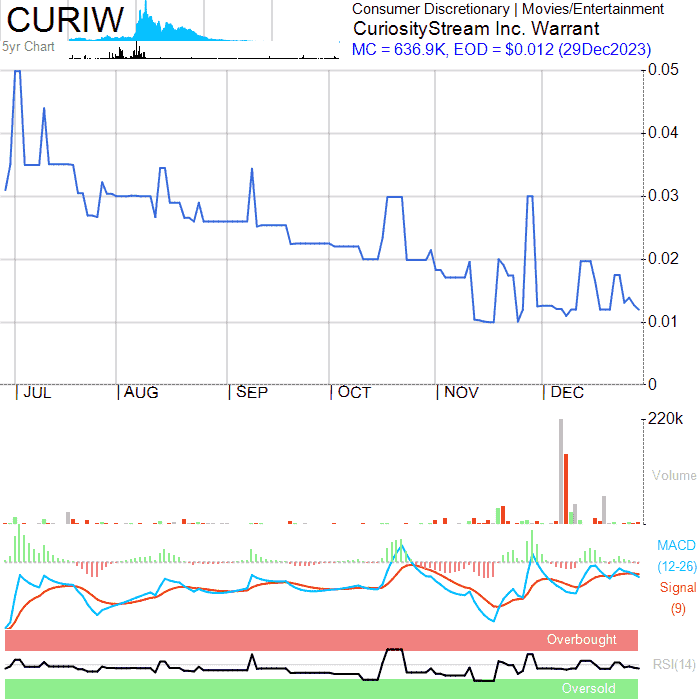 CURIW
Consumer Discretionary | Movies/Entertainment
CuriosityStream Inc. Warrant
5yr Chart
MC = 636.9K, EOD = $0.012 (29Dec2023)
0.05
0.04
0.03
0.02
0.01
0
|JUL |AUG |SEP |OCT |NOV |DEC
220k
Volume
MACD
(12-26)
Signal
(9)
Overbought
RSI(14)
Oversold